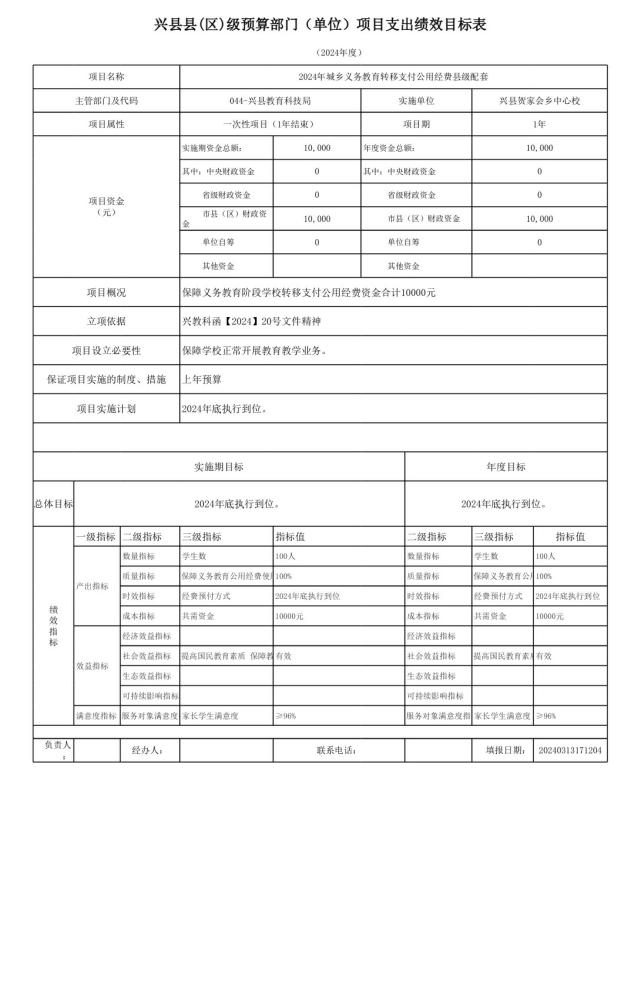 兴县县(区)级预算部门（单位）项目支出绩效目标表
（2024年度）
项目名称 2024年城乡义务教育转移支付公用经费县级配套
主管部门及代码 044-兴县教育科技局 实施单位 兴县贺家会乡中心校
项目属性 一次性项目（1年结束） 项目期 1年
项目资金
（元）
实施期资金总额： 10,000 年度资金总额： 10,000
其中：中央财政资金 0 其中：中央财政资金 0
省级财政资金 0 省级财政资金 0
市县（区）财政资金 10,000 市县（区）财政资金 10,000
单位自筹 0 单位自筹 0
其他资金 其他资金
项目概况 保障义务教育阶段学校转移支付公用经费资金合计10000元
立项依据 兴教科函【2024】20号文件精神
项目设立必要性 保障学校正常开展教育教学业务。
保证项目实施的制度、措施 上年预算
项目实施计划 2024年底执行到位。
实施期目标 年度目标
总体目标 2024年底执行到位。 2024年底执行到位。
绩效指标
一级指标 二级指标 三级指标 指标值 二级指标 三级指标 指标值
产出指标
数量指标 学生数 100人 数量指标 学生数 100人
质量指标 保障义务教育公用经费使 100% 质量指标 保障义务教育公 100%
时效指标 经费预付方式 2024年底执行到位 时效指标 经费预付方式 2024年底执行到位
成本指标 共需资金 10000元 成本指标 共需资金 10000元
效益指标
经济效益指标 经济效益指标
社会效益指标 提高国民教育素质 保障教 有效 社会效益指标 提高国民教育素 有效
生态效益指标 生态效益指标
可持续影响指标 可持续影响指标
满意度指标 服务对象满意度 家长学生满意度 ≥96% 服务对象满意度指 家长学生满意度 ≥96%
负责人： 经办人： 联系电话： 填报日期： 20240313171204